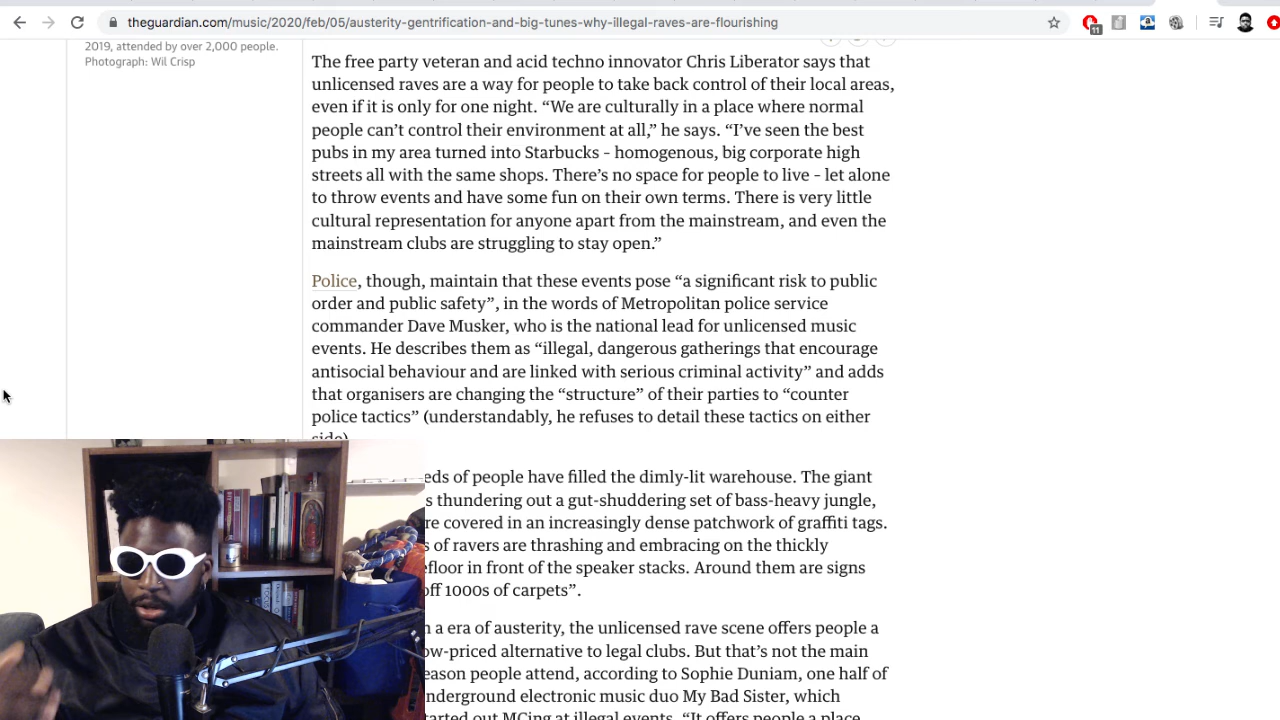 theguardian.com/music/2020/feb/05/austerity-gentrification-and-big-tunes-why-illegal-raves-are-flourishing
11
2019, attended by over 2,000 people.
Photograph: Wil Crisp
The free party veteran and acid techno innovator Chris Liberator says that
unlicensed raves are a way for people to take back control of their local areas,
even if it is only for one night. “We are culturally in a place where normal
people can’t control their environment at all,” he says. “I’ve seen the best
pubs in my area turned into Starbucks – homogenous, big corporate high
streets all with the same shops. There’s no space for people to live – let alone
to throw events and have some fun on their own terms. There is very little
cultural representation for anyone apart from the mainstream, and even the
mainstream clubs are struggling to stay open.”
Police, though, maintain that these events pose “a significant risk to public
order and public safety”, in the words of Metropolitan police service
commander Dave Musker, who is the national lead for unlicensed music
events. He describes them as “illegal, dangerous gatherings that encourage
antisocial behaviour and are linked with serious criminal activity” and adds
that organisers are changing the “structure” of their parties to “counter
police tactics” (understandably, he refuses to detail these tactics on either
side)
eds of people have filled the dimly-lit warehouse. The giant
s thundering out a gut-shuddering set of bass-heavy jungle,
re covered in an increasingly dense patchwork of graffiti tags.
s of ravers are thrashing and embracing on the thickly
efloor in front of the speaker stacks. Around them are signs
off 1000s of carpets”.
n a era of austerity, the unlicensed rave scene offers people a
ow-priced alternative to legal clubs. But that’s not the main
eason people attend, according to Sophie Duniam, one half of
nderground electronic music duo My Bad Sister, which
tarted out MCing at illegal events. “It offers people a place